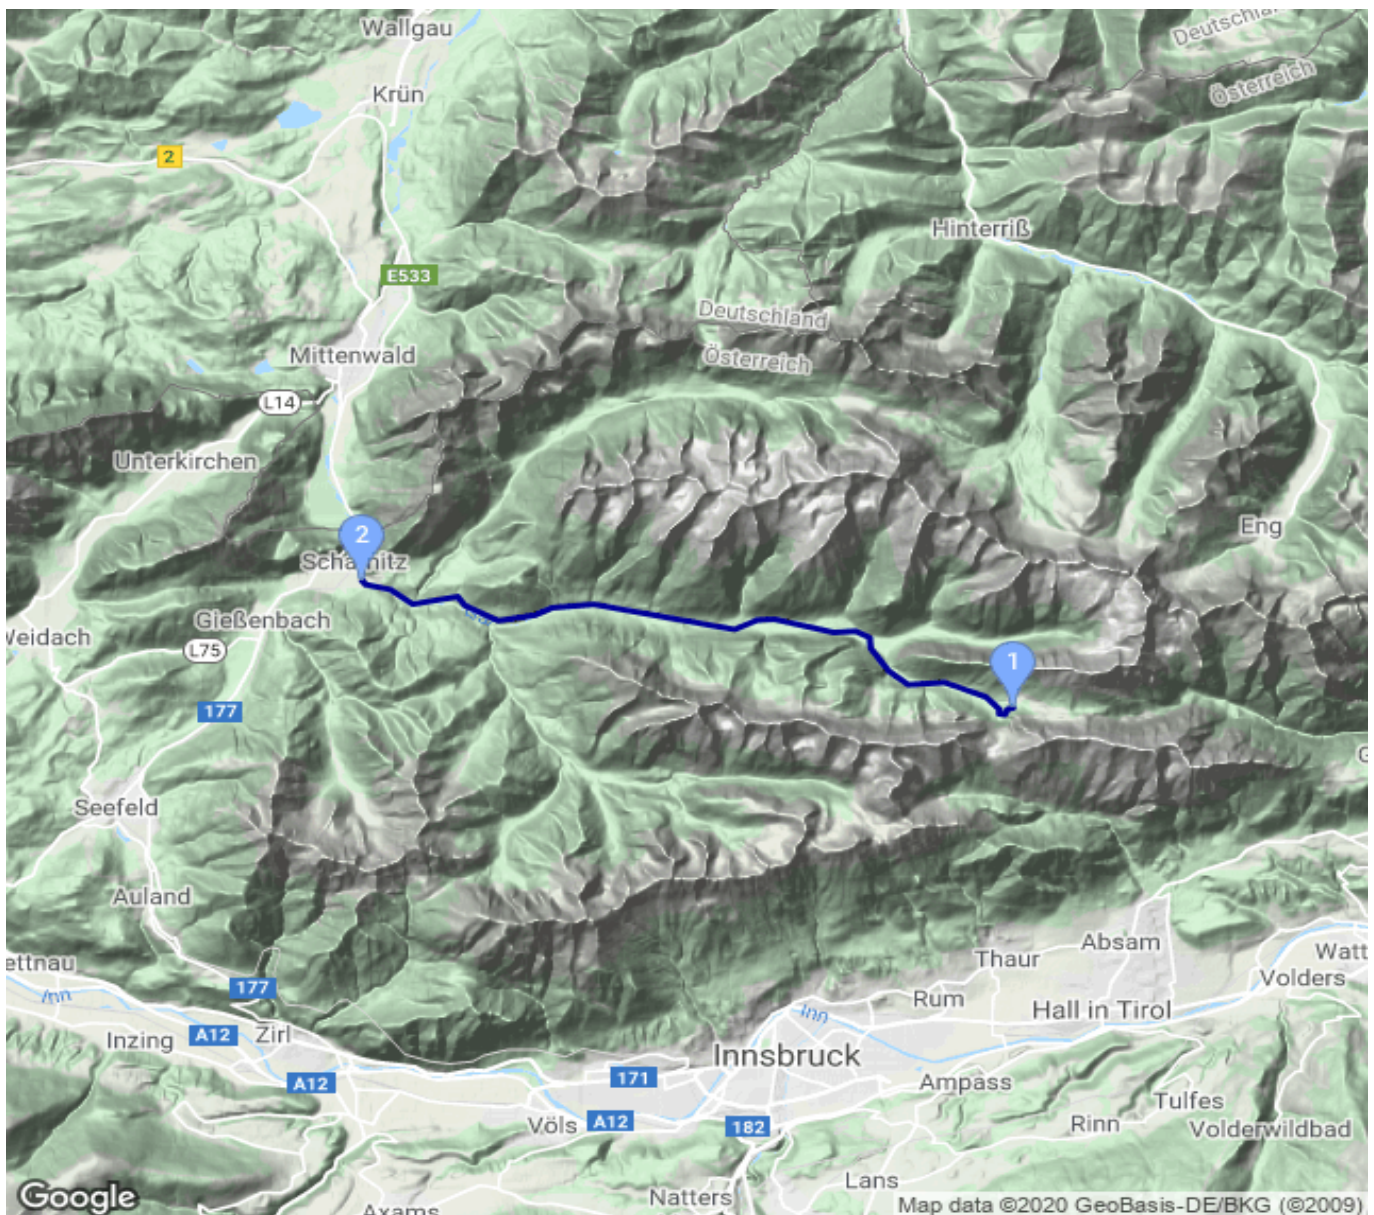 Wallgau
Deutschla
Österreich
Krün
2
Hinterriß
E533
Deutschland
Mittenwald
Österreich
L14
Unterkirchen
Eng
2
Scharnitz
Gießenbach
Weidach
L75
1
177
G
Seefeld
Auland
Absam
ettnau
Thaur
Watt
Volders
177
Inn
Rum
Hall in Tirol
Inn
Inzing
A12
Zirl
Innsbruck
171
A12
Ampass
Tulfes
Völs
A12
182
Rinn
Volderwildbad
Lans
Natters
Google
Axams
Map data ©2020 GeoBasis-DE/BKG (©2009)